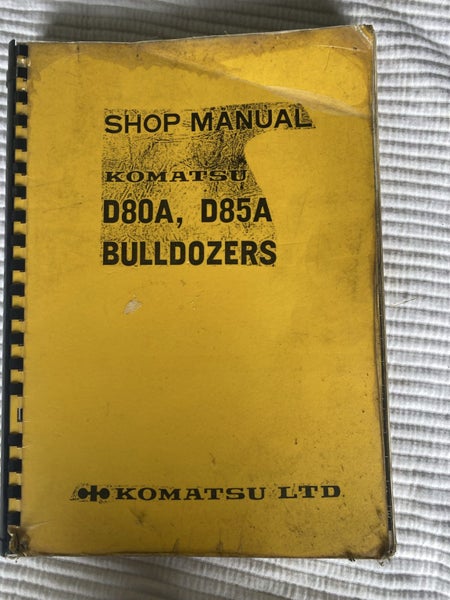 SHOP MANUAL
KOMATSU
D80A, D85A
BULLDOZERS
KOMATSU LTD.